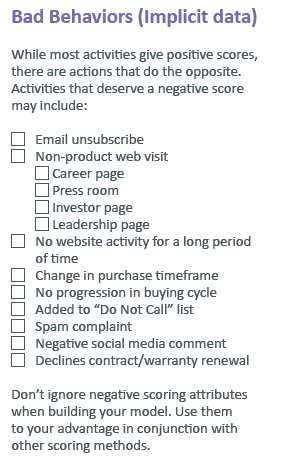 Bad Behaviors (Implicit data)
While most activities give positive scores,
there are actions that do the opposite.
Activities that deserve a negative score
may include:
Email unsubscribe
Non-product web visit
Career page
Press room
Investor page
Leadership page
No website activity for a long period
of time
Change in purchase timeframe
No progression in buying cycle
Added to “Do Not Call” list
Spam complaint
Negative social media comment
Declines contract/warranty renewal
Don’t ignore negative scoring attributes
when building your model. Use them
to your advantage in conjunction with
other scoring methods.